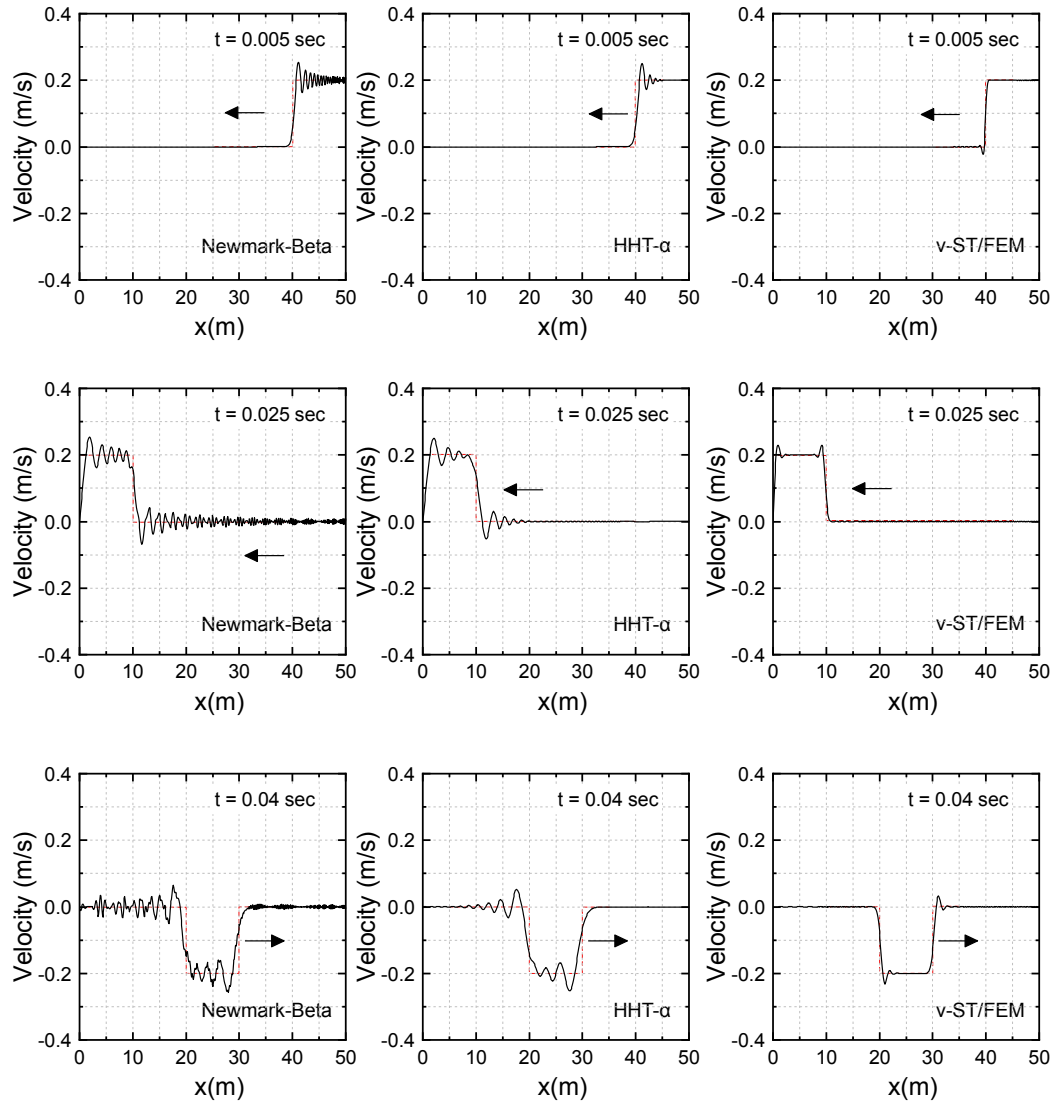 t = 0.005 sec
Newmark-Beta
Velocity (m/s)
0.4
0.2
0.0
-0.2
-0.4
0 10 20 30 40 50
x(m)
t = 0.005 sec
HHT-α
Velocity (m/s)
0.4
0.2
0.0
-0.2
-0.4
0 10 20 30 40 50
x(m)
t = 0.005 sec
v-ST/FEM
Velocity (m/s)
0.4
0.2
0.0
-0.2
-0.4
0 10 20 30 40 50
x(m)
t = 0.025 sec
Newmark-Beta
Velocity (m/s)
0.4
0.2
0.0
-0.2
-0.4
0 10 20 30 40 50
x(m)
t = 0.025 sec
HHT-α
Velocity (m/s)
0.4
0.2
0.0
-0.2
-0.4
0 10 20 30 40 50
x(m)
t = 0.025 sec
v-ST/FEM
Velocity (m/s)
0.4
0.2
0.0
-0.2
-0.4
0 10 20 30 40 50
x(m)
t = 0.04 sec
Newmark-Beta
Velocity (m/s)
0.4
0.2
0.0
-0.2
-0.4
0 10 20 30 40 50
x(m)
t = 0.04 sec
HHT-α
Velocity (m/s)
0.4
0.2
0.0
-0.2
-0.4
0 10 20 30 40 50
x(m)
t = 0.04 sec
v-ST/FEM
Velocity (m/s)
0.4
0.2
0.0
-0.2
-0.4
0 10 20 30 40 50
x(m)